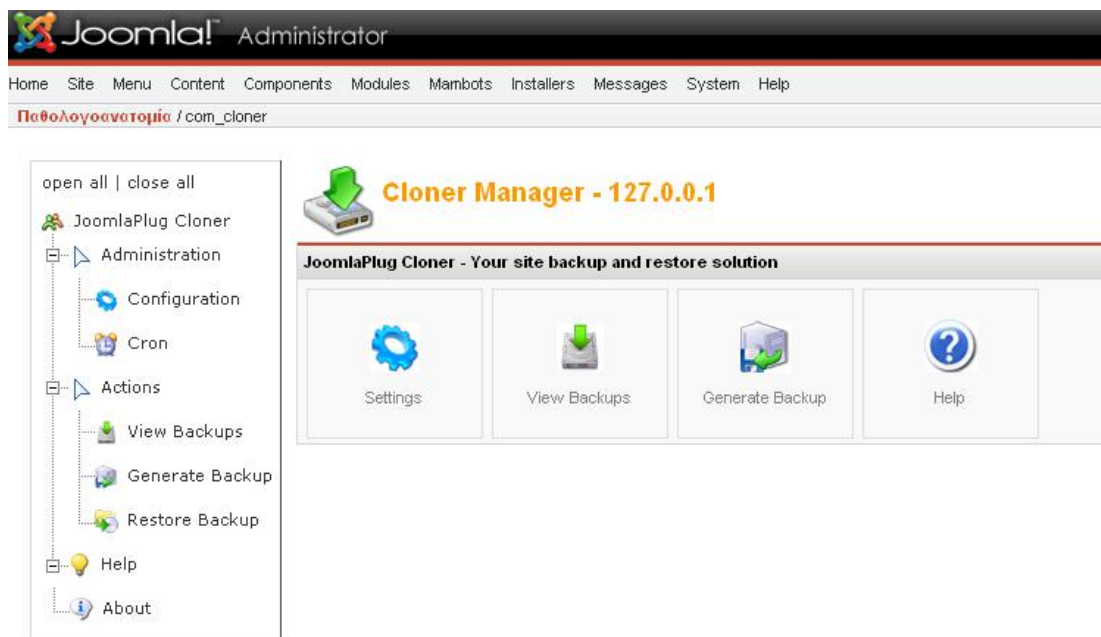 Joomla! Administrator
Home Site Menu Content Components Modules Mambots Installers Messages System Help
Παθολογοανατομία / com_cloner
open all | close all
JoomlaPlug Cloner
Administration
Configuration
Cron
Actions
View Backups
Generate Backup
Restore Backup
Help
About
Cloner Manager - 127.0.0.1
JoomlaPlug Cloner - Your site backup and restore solution
Settings View Backups Generate Backup Help